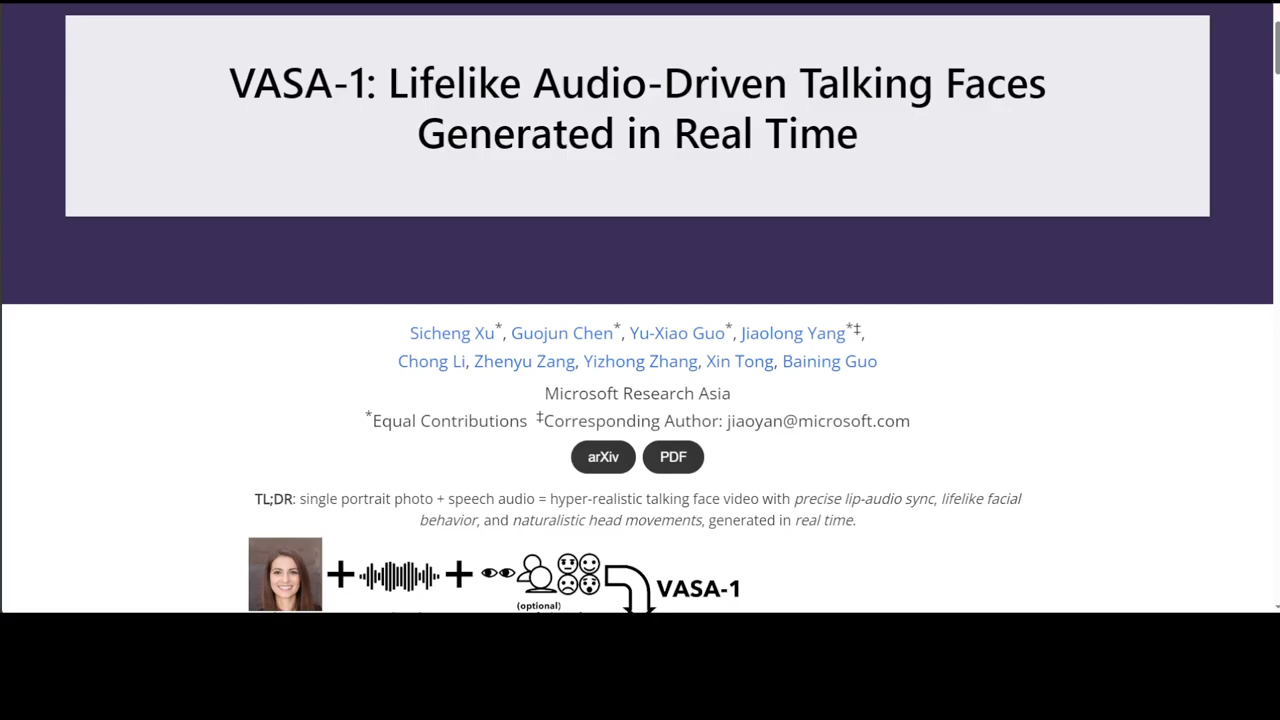 VASA-1: Lifelike Audio-Driven Talking Faces
Generated in Real Time
Sicheng Xu*, Guojun Chen*, Yu-Xiao Guo*, Jiaolong Yang*‡,
Chong Li, Zhenyu Zang, Yizhong Zhang, Xin Tong, Baining Guo
Microsoft Research Asia
*Equal Contributions ‡Corresponding Author: jiaoyan@microsoft.com
arXiv PDF
TL;DR: single portrait photo + speech audio = hyper-realistic talking face video with precise lip-audio sync, lifelike facial
behavior, and naturalistic head movements, generated in real time.
VASA-1
(optional)